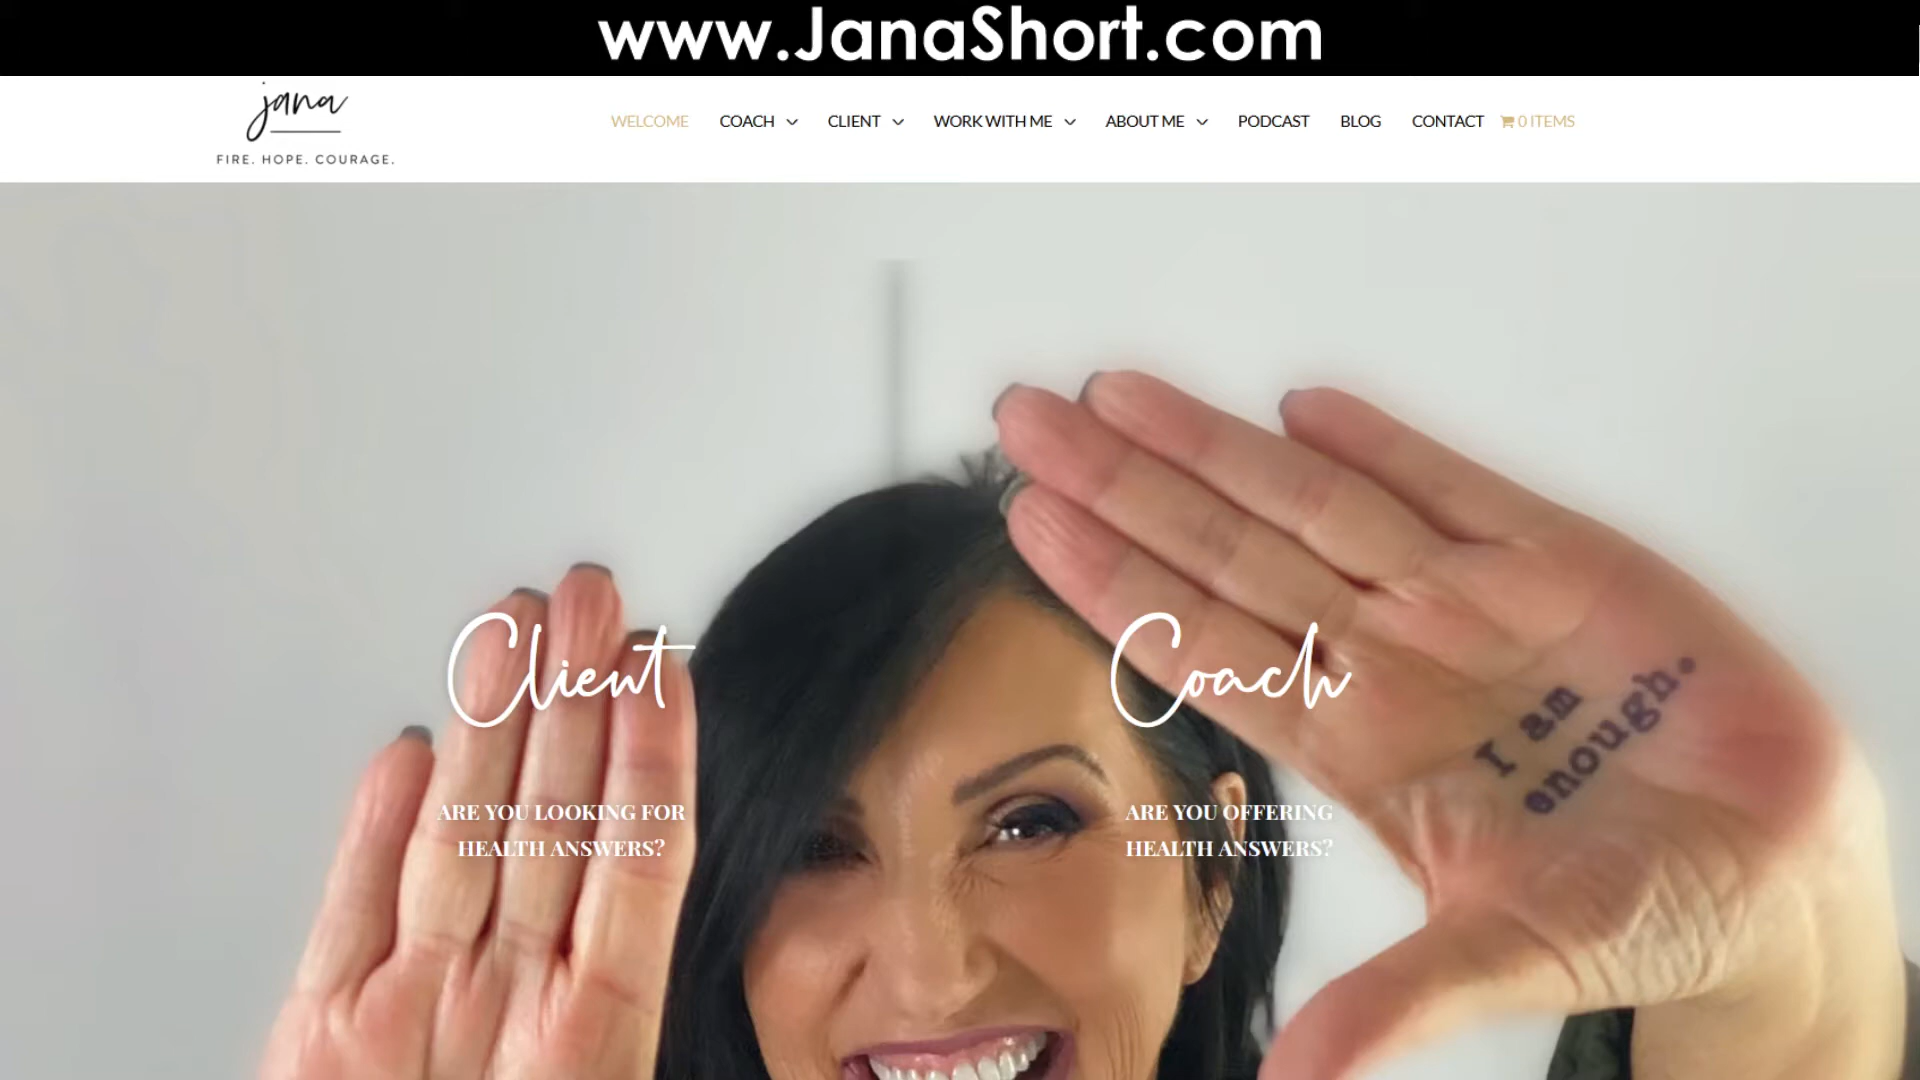 www.JanaShort.com
jana
FIRE. HOPE. COURAGE.
WELCOME COACH CLIENT WORK WITH ME ABOUT ME PODCAST BLOG CONTACT 0 ITEMS
Client
Coach
I am
enough.
ARE YOU LOOKING FOR
HEALTH ANSWERS?
ARE YOU OFFERING
HEALTH ANSWERS?